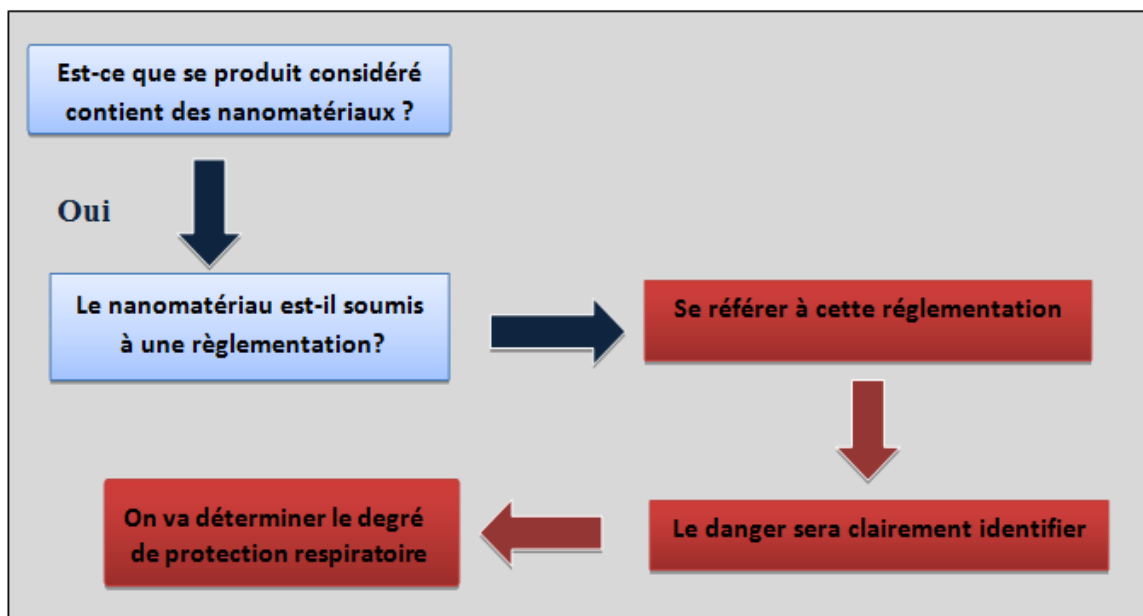 Est-ce que se produit considéré
contient des nanomatériaux ?
Oui
Le nanomatériau est-il soumis
à une règlementation?
Se référer à cette réglementation
Le danger sera clairement identifier
On va déterminer le degré
de protection respiratoire